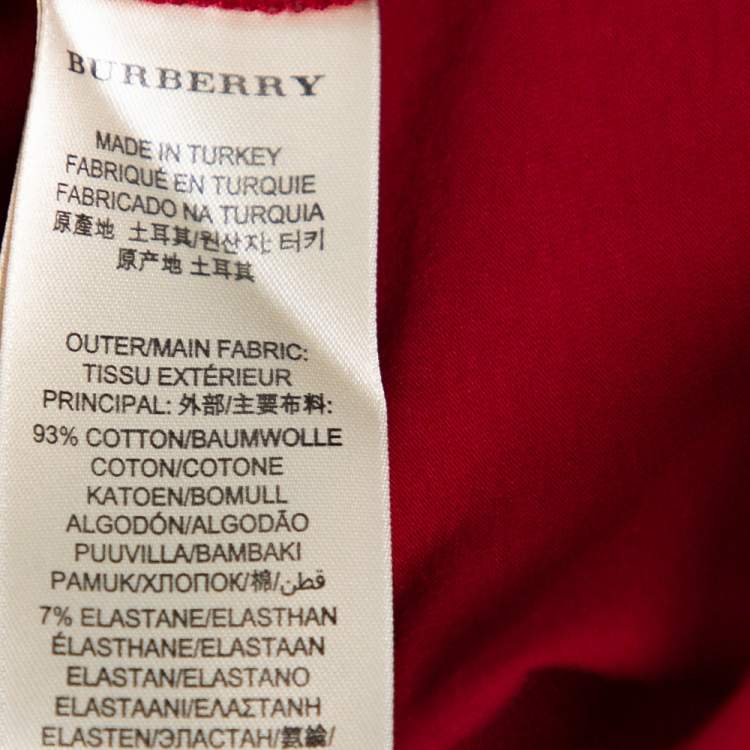 BURBERRY
MADE IN TURKEY
FABRIQUÉ EN TURQUIE
FABRICADO NA TURQUIA
原產地 土耳其/원산지: 터키
原产地 土耳其
OUTER/MAIN FABRIC:
TISSU EXTÉRIEUR
PRINCIPAL: 外部/主要布料:
93% COTTON/BAUMWOLLE
COTON/COTONE
KATOEN/BOMULL
ALGODÓN/ALGODÃO
PUUVILLA/BAMBAKI
PAMUK/ХЛОПОК/棉/قطن
7% ELASTANE/ELASTHAN
ÉLASTHANE/ELASTAAN
ELASTAN/ELASTANO
ELASTAANI/ΕΛΑΣΤΑΝΗ
ELASTEN/ЭЛАСТАН/氨綸/